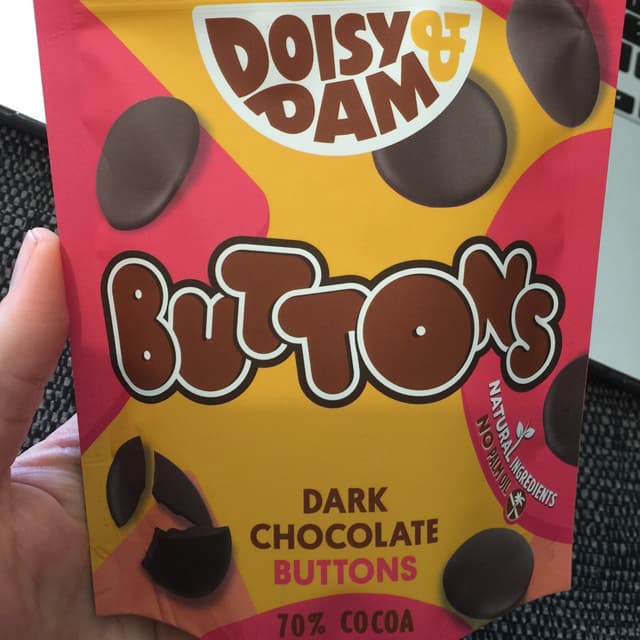 DOISY &
DAM
BUTTONS
NATURAL INGREDIENTS
NO PALM OIL
DARK
CHOCOLATE
BUTTONS
70% COCOA